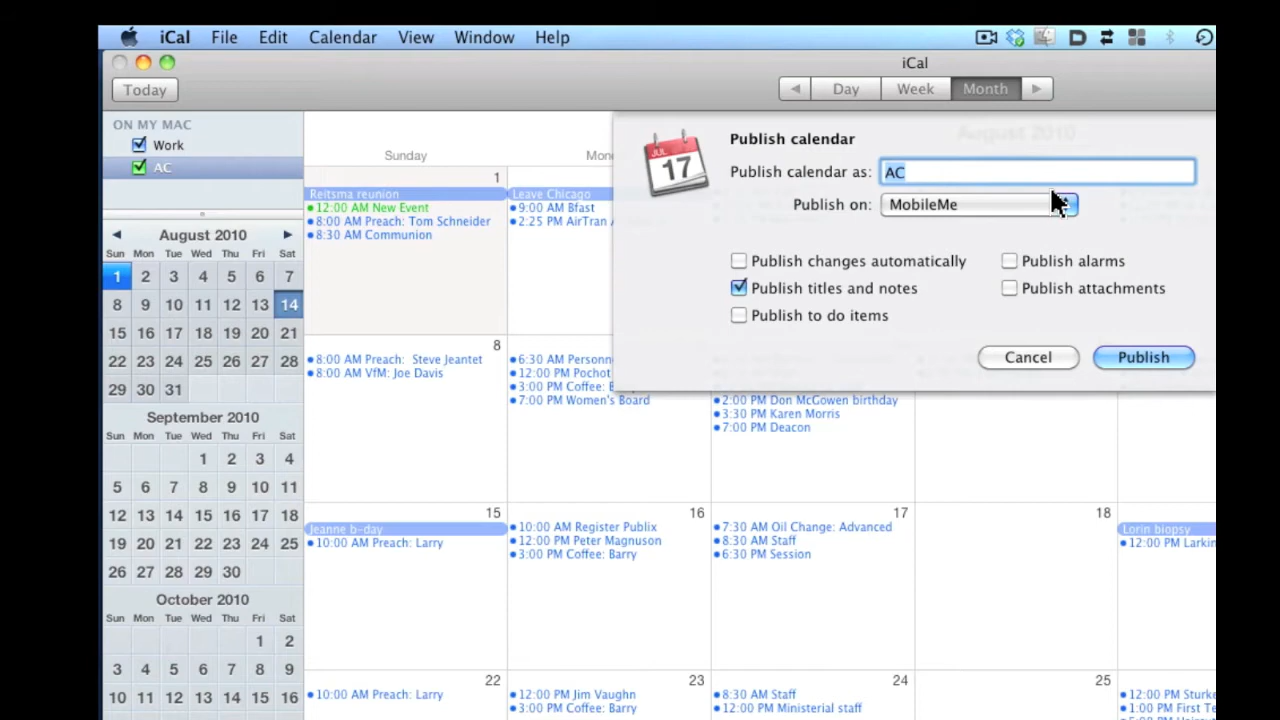 iCal File Edit Calendar View Window Help
iCal
Today
Day Week Month
ON MY MAC
Work
AC
JUL
17
Publish calendar
Publish calendar as: AC
Publish on: MobileMe
Publish changes automatically Publish alarms
Publish titles and notes Publish attachments
Publish to do items
Cancel Publish
August 2010
Sun Mon Tue Wed Thu Fri Sat
1 2 3 4 5 6 7
8 9 10 11 12 13 14
15 16 17 18 19 20 21
22 23 24 25 26 27 28
29 30 31
September 2010
Sun Mon Tue Wed Thu Fri Sat
1 2 3 4
5 6 7 8 9 10 11
12 13 14 15 16 17 18
19 20 21 22 23 24 25
26 27 28 29 30
October 2010
Sun Mon Tue Wed Thu Fri Sat
1 2
3 4 5 6 7 8 9
10 11 12 13 14 15 16
August 2010
Sunday Mon
1
Reitsma reunion
12:00 AM New Event
8:00 AM Preach: Tom Schneider
8:30 AM Communion
Leave Chicago
9:00 AM Bfast
2:25 PM AirTran
8
8:00 AM Preach: Steve Jeantet
8:00 AM VfM: Joe Davis
6:30 AM Personn
12:00 PM Pochot
3:00 PM Coffee:
7:00 PM Women's Board
2:00 PM Don McGowen birthday
3:30 PM Karen Morris
7:00 PM Deacon
15
Jeanne b-day
10:00 AM Preach: Larry
16
10:00 AM Register Publix
12:00 PM Peter Magnuson
3:00 PM Coffee: Barry
17
7:30 AM Oil Change: Advanced
8:30 AM Staff
6:30 PM Session
18
Lorin biopsy
12:00 PM Larkin
22
10:00 AM Preach: Larry
23
12:00 PM Jim Vaughn
3:00 PM Coffee: Barry
24
8:30 AM Staff
12:00 PM Ministerial staff
25
12:00 PM Sturke
1:00 PM First Te